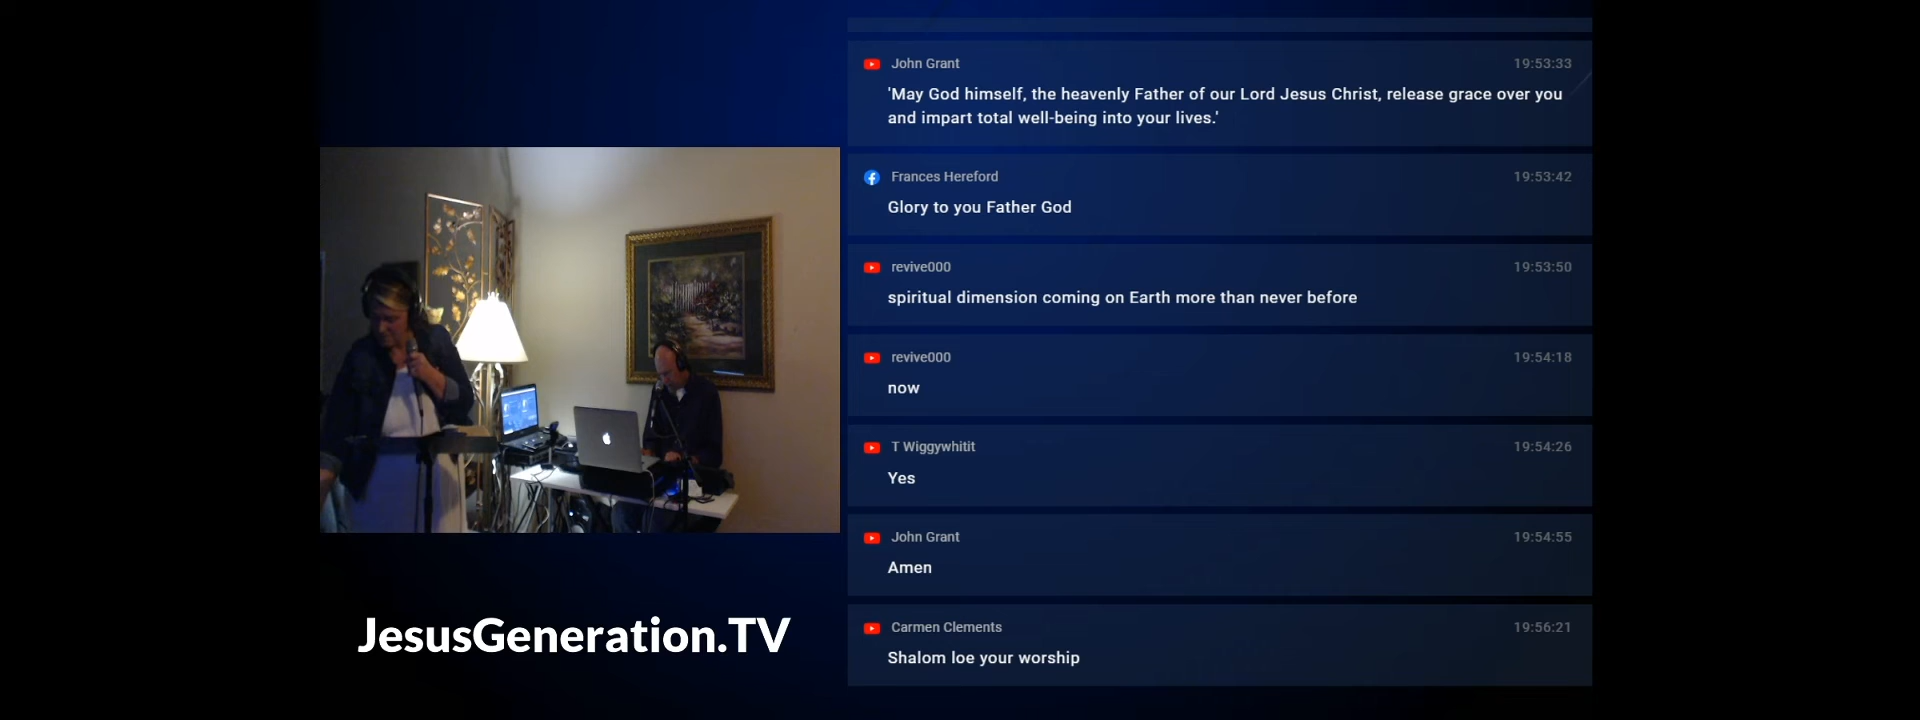 John Grant 19:53:33
'May God himself, the heavenly Father of our Lord Jesus Christ, release grace over you
and impart total well-being into your lives.'
Frances Hereford 19:53:42
Glory to you Father God
revive000 19:53:50
spiritual dimension coming on Earth more than never before
revive000 19:54:18
now
T Wiggywhitit 19:54:26
Yes
John Grant 19:54:55
Amen
Carmen Clements 19:56:21
Shalom loe your worship
JesusGeneration.TV